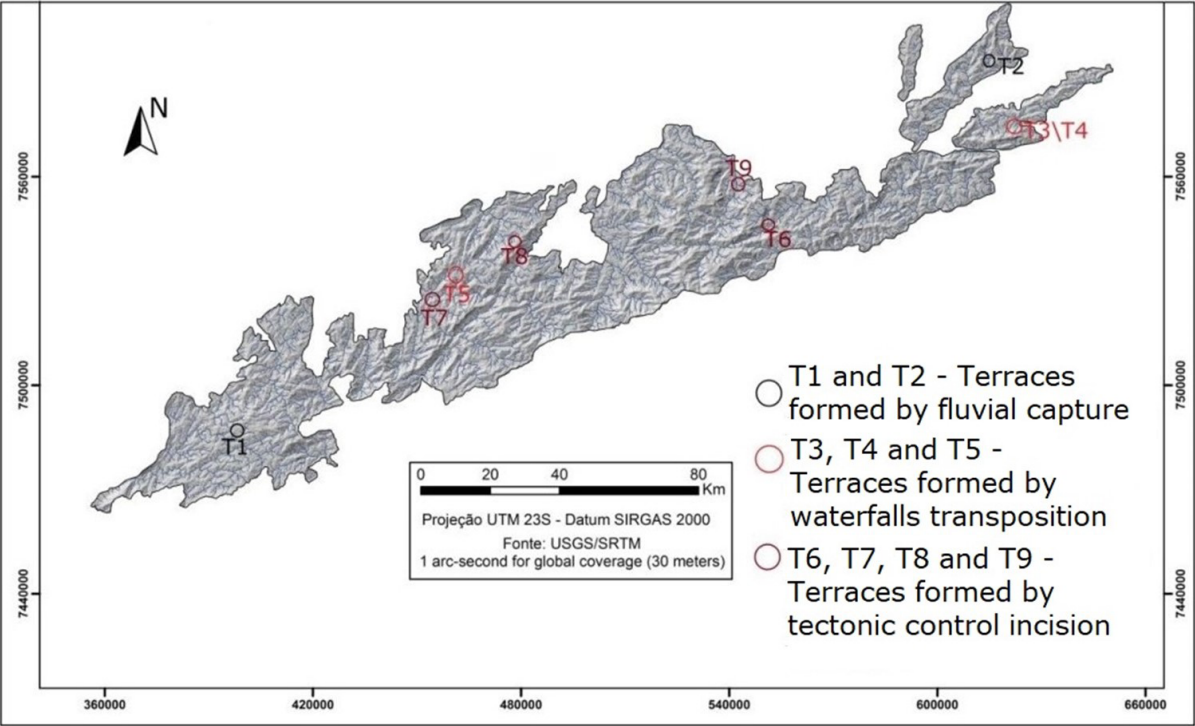 N
T2
T3\T4
T9
T6
T8
T5
T7
T1
7560000
7500000
7440000
7560000
7500000
7440000
360000
420000
480000
540000
600000
660000
0 20 40 80
Km
Projeção UTM 23S - Datum SIRGAS 2000
Fonte: USGS/SRTM
1 arc-second for global coverage (30 meters)
T1 and T2 - Terraces
formed by fluvial capture
T3, T4 and T5 -
Terraces formed by
waterfalls transposition
T6, T7, T8 and T9 -
Terraces formed by
tectonic control incision